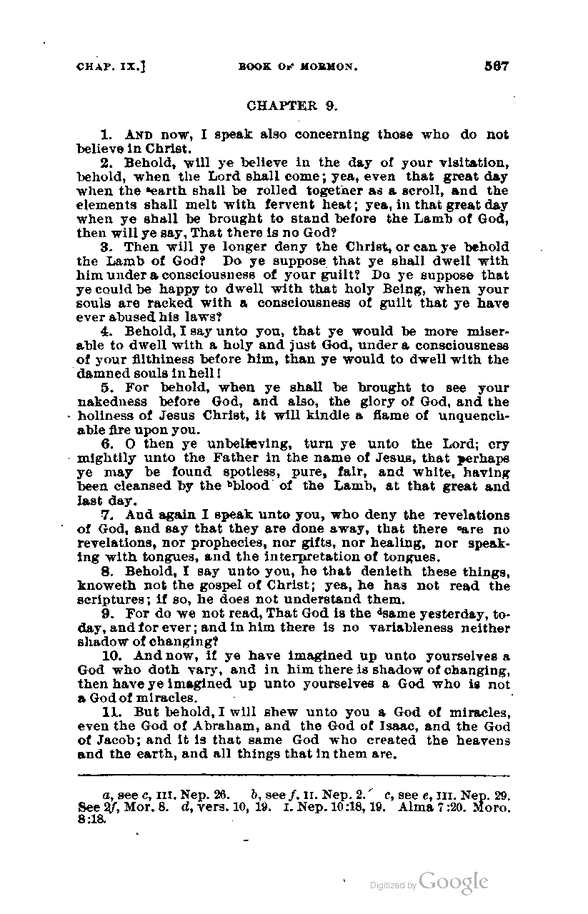 CHAP. IX.] BOOK OF MORMON. 567
CHAPTER 9.
1. AND now, I speak also concerning those who do not
believe in Christ.
2. Behold, will ye believe in the day of your visitation,
behold, when the Lord shall come; yea, even that great day
when the ᵃearth shall be rolled together as a scroll, and the
elements shall melt with fervent heat; yea, in that great day
when ye shall be brought to stand before the Lamb of God,
then will ye say, That there is no God?
3. Then will ye longer deny the Christ, or can ye behold
the Lamb of God? Do ye suppose that ye shall dwell with
him under a consciousness of your guilt? Do ye suppose that
ye could be happy to dwell with that holy Being, when your
souls are racked with a consciousness of guilt that ye have
ever abused his laws?
4. Behold, I say unto you, that ye would be more miser-
able to dwell with a holy and just God, under a consciousness
of your filthiness before him, than ye would to dwell with the
damned souls in hell!
5. For behold, when ye shall be brought to see your
nakedness before God, and also, the glory of God, and the
holiness of Jesus Christ, it will kindle a flame of unquench-
able fire upon you.
6. O then ye unbelieving, turn ye unto the Lord; cry
mightily unto the Father in the name of Jesus, that perhaps
ye may be found spotless, pure, fair, and white, having
been cleansed by the ᵇblood of the Lamb, at that great and
last day.
7. And again I speak unto you, who deny the revelations
of God, and say that they are done away, that there ᶜare no
revelations, nor prophecies, nor gifts, nor healing, nor speak-
ing with tongues, and the interpretation of tongues.
8. Behold, I say unto you, he that denieth these things,
knoweth not the gospel of Christ; yea, he has not read the
scriptures; if so, he does not understand them.
9. For do we not read, That God is the ᵈsame yesterday, to-
day, and for ever; and in him there is no variableness neither
shadow of changing?
10. And now, if ye have imagined up unto yourselves a
God who doth vary, and in him there is shadow of changing,
then have ye imagined up unto yourselves a God who is not
a God of miracles.
11. But behold, I will shew unto you a God of miracles,
even the God of Abraham, and the God of Isaac, and the God
of Jacob; and it is that same God who created the heavens
and the earth, and all things that in them are.
a, see c, III. Nep. 26. b, see f, II. Nep. 2. c, see e, III. Nep. 29.
See 2f, Mor. 8. d, vers. 10, 19. I. Nep. 10:18, 19. Alma 7:20. Moro.
8:18.
Digitized by Google